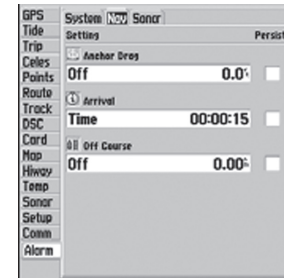 GPS
Tide
Trip
Celes
Points
Route
Track
DSC
Card
Map
Hiway
Temp
Sonar
Setup
Comm
Alarm
System Nav Sonar
Setting Persist
Anchor Drag
Off 0.0
Arrival
Time 00:00:15
Off Course
Off 0.00